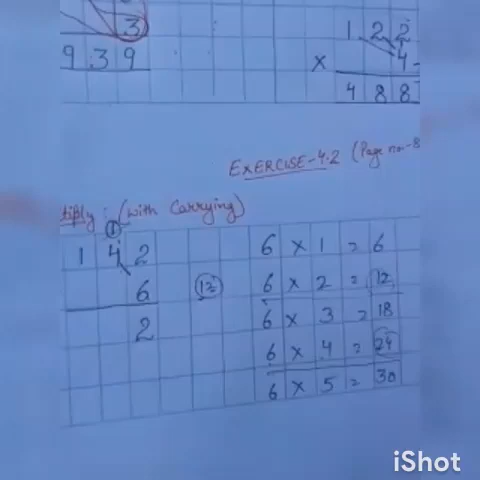 3
9 3 9
1 2 2
× 4
4 8 8
EXERCISE-4.2 (Page no-8
tiply : (with Carrying)
1
1 4 2
6
2
12
6 × 1 = 6
6 × 2 = 12
6 × 3 = 18
6 × 4 = 24
6 × 5 = 30
iShot